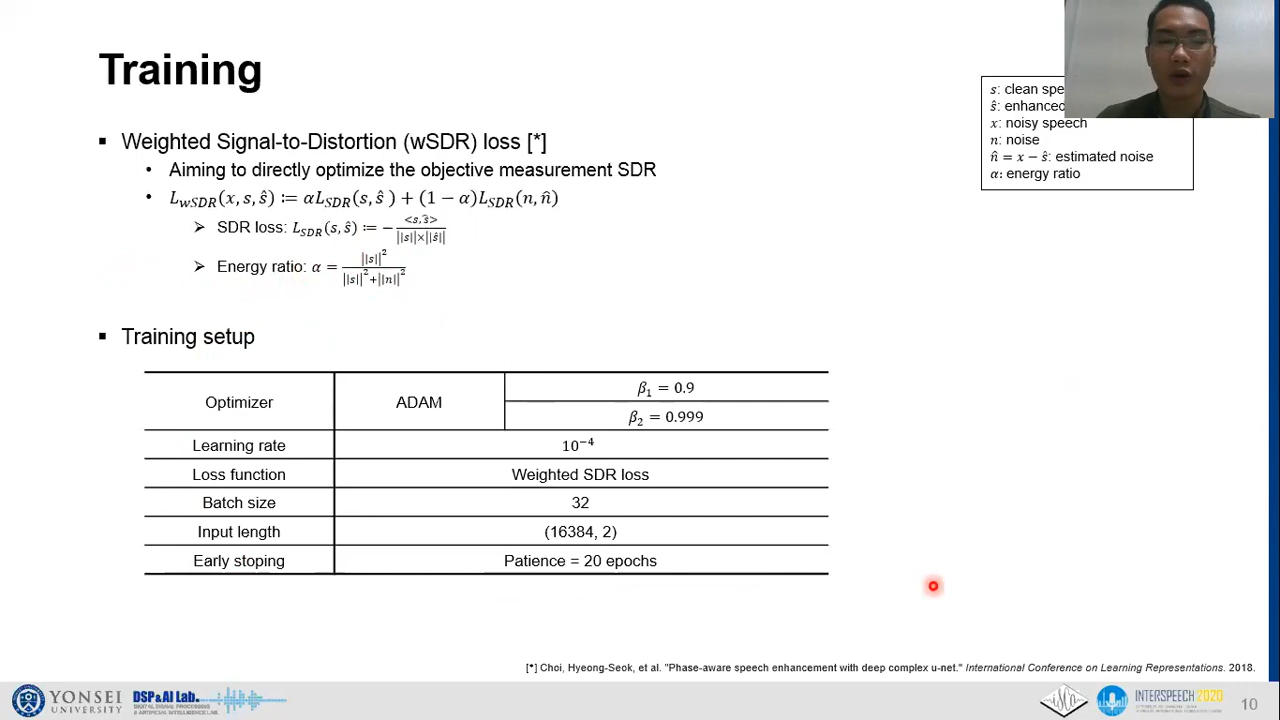 Training
s: clean spe
ŝ: enhanced
x: noisy speech
n: noise
n̂ = x − ŝ: estimated noise
α: energy ratio
▪ Weighted Signal-to-Distortion (wSDR) loss [*]
• Aiming to directly optimize the objective measurement SDR
• L_wSDR(x, s, ŝ) ≔ αL_SDR(s, ŝ) + (1 − α)L_SDR(n, n̂)
➢ SDR loss: L_SDR(s, ŝ) ≔ − <s,ŝ> / ||s||×||ŝ||
➢ Energy ratio: α = ||s||² / ||s||²+||n||²
▪ Training setup
Optimizer ADAM β₁ = 0.9
β₂ = 0.999
Learning rate 10⁻⁴
Loss function Weighted SDR loss
Batch size 32
Input length (16384, 2)
Early stoping Patience = 20 epochs
[*] Choi, Hyeong-Seok, et al. "Phase-aware speech enhancement with deep complex u-net." International Conference on Learning Representations. 2018.
YONSEI UNIVERSITY
DSP&AI Lab.
INTERSPEECH 2020
10